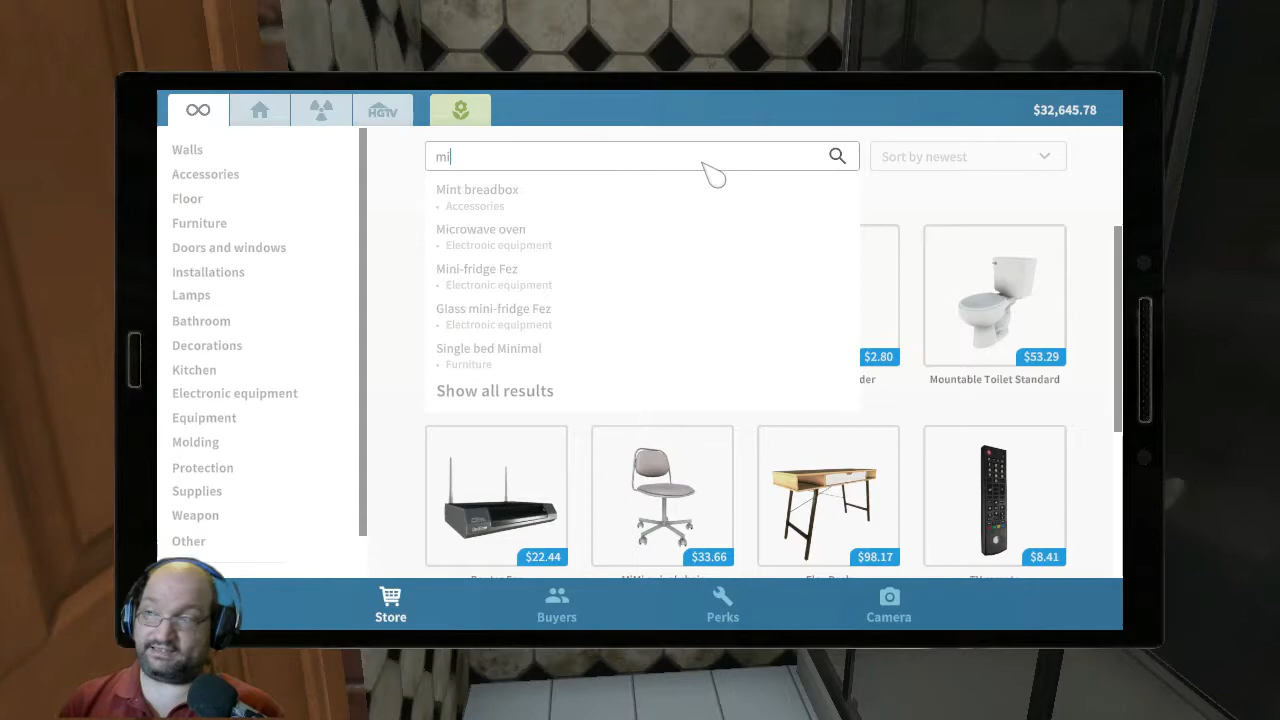 HGTV
$32,645.78
Walls
Accessories
Floor
Furniture
Doors and windows
Installations
Lamps
Bathroom
Decorations
Kitchen
Electronic equipment
Equipment
Molding
Protection
Supplies
Weapon
Other
mi
Sort by newest
Mint breadbox
• Accessories
Microwave oven
• Electronic equipment
Mini-fridge Fez
• Electronic equipment
Glass mini-fridge Fez
• Electronic equipment
Single bed Minimal
• Furniture
Show all results
$2.80
$53.29
der
Mountable Toilet Standard
$22.44
$33.66
$98.17
$8.41
Store
Buyers
Perks
Camera